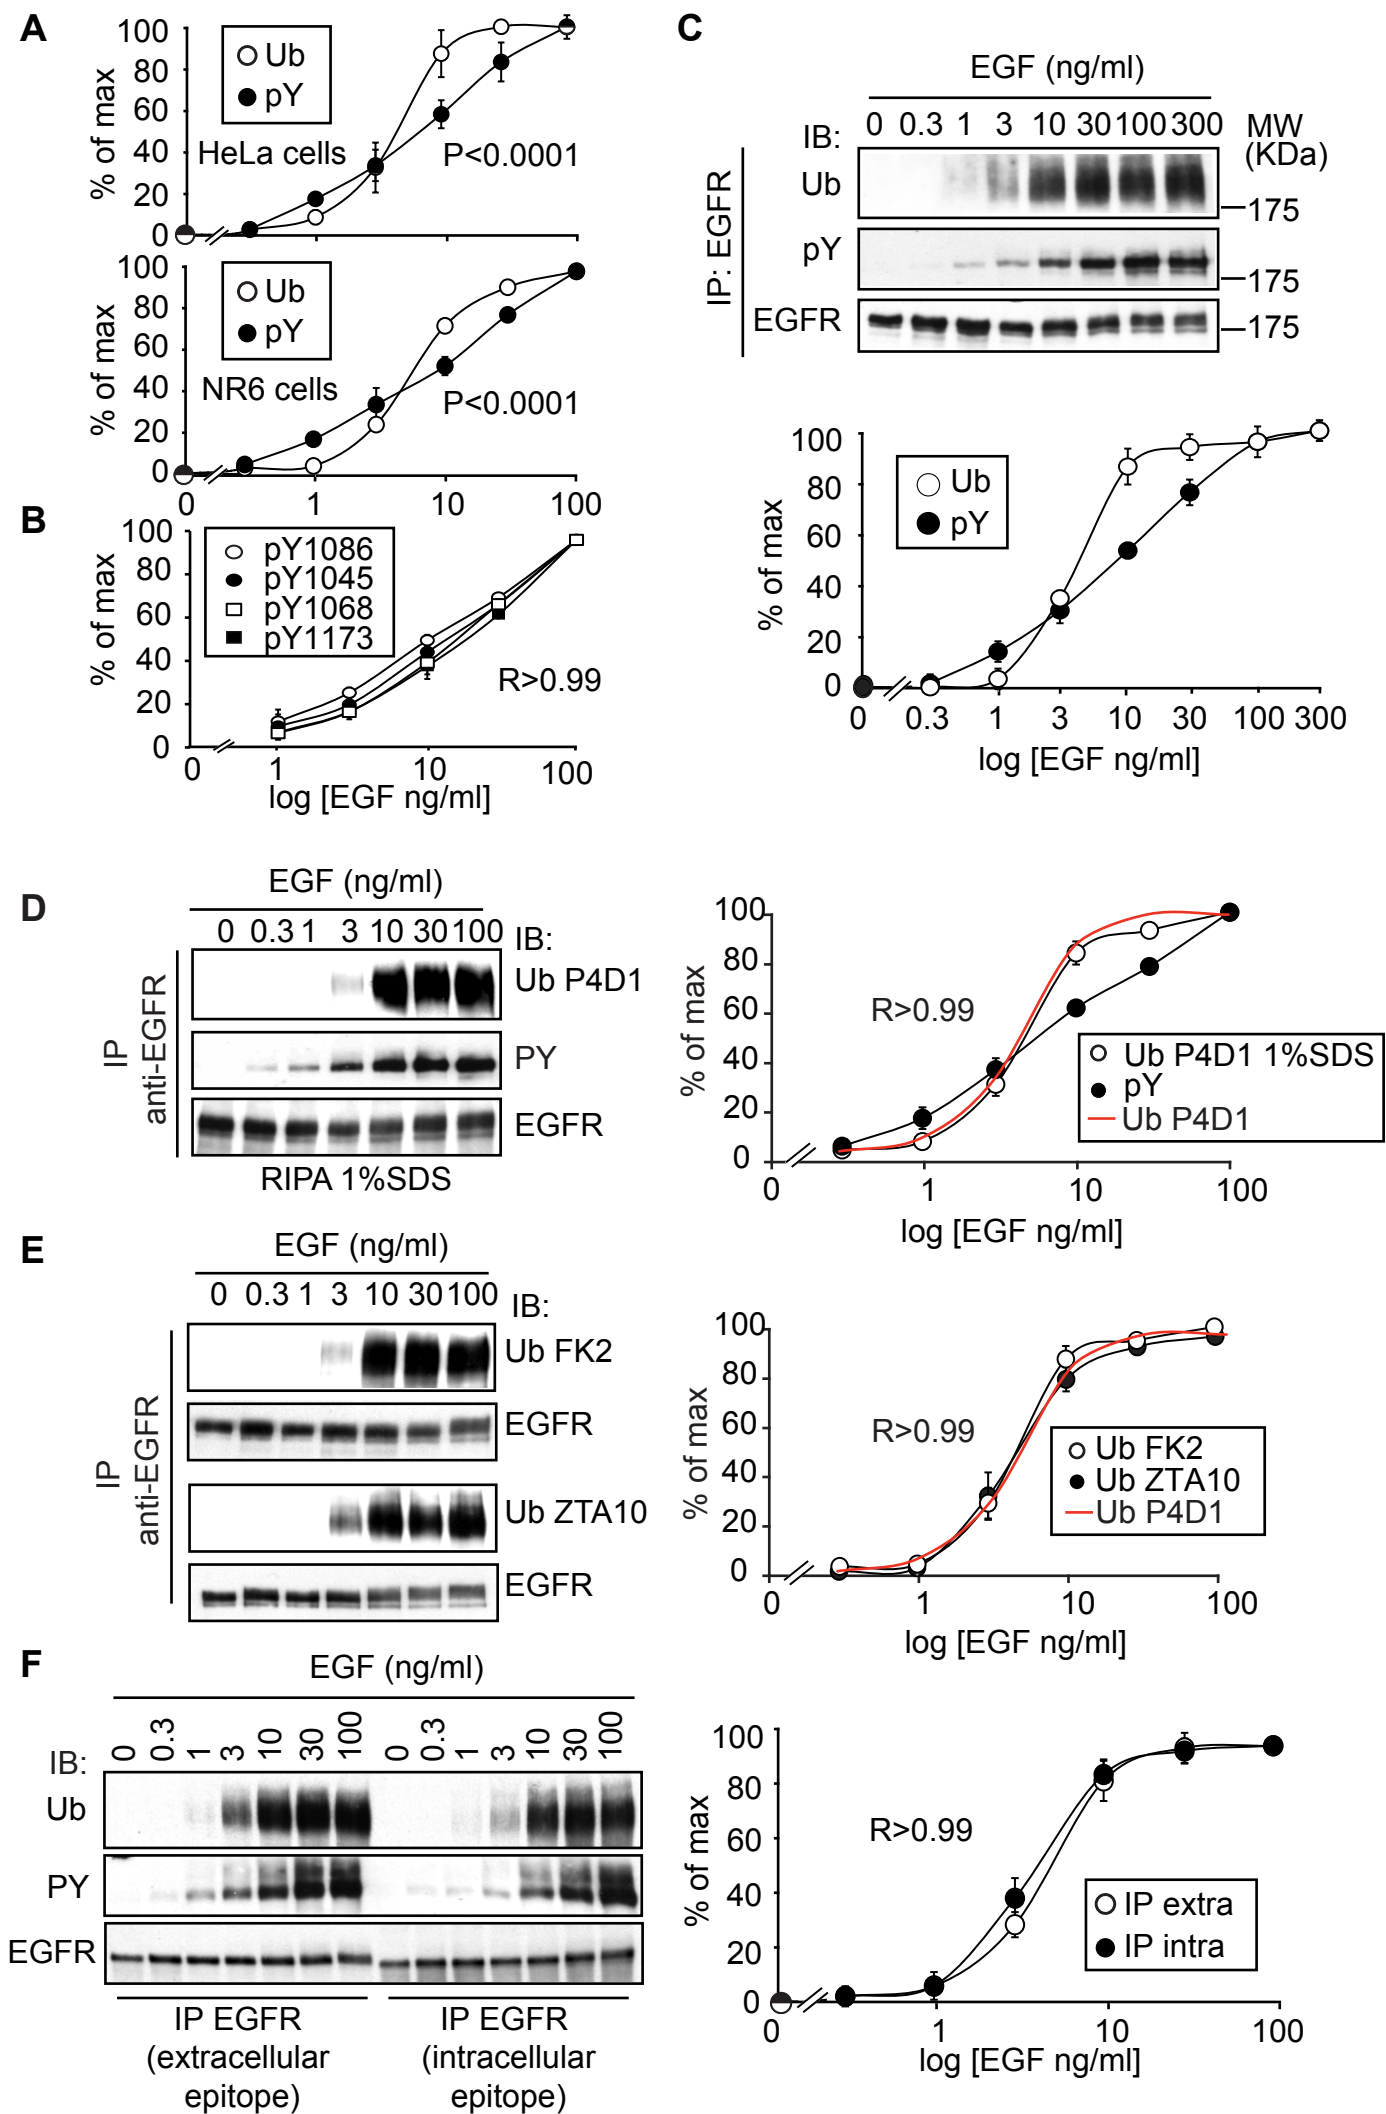 A
% of max
100
80
60
40
20
0
Ub
pY
HeLa cells
P<0.0001
% of max
100
80
60
40
20
0
Ub
pY
NR6 cells
P<0.0001
0 1 10 100
B
% of max
100
80
60
40
20
0
pY1086
pY1045
pY1068
pY1173
R>0.99
0 1 10 100
log [EGF ng/ml]
C
EGF (ng/ml)
IB: 0 0.3 1 3 10 30 100 300 MW
(KDa)
IP: EGFR
Ub
175
pY
175
EGFR
175
% of max
100
80
60
40
20
0
Ub
pY
0 0.3 1 3 10 30 100 300
log [EGF ng/ml]
D
EGF (ng/ml)
0 0.3 1 3 10 30 100 IB:
IP
anti-EGFR
Ub P4D1
PY
EGFR
RIPA 1%SDS
% of max
100
80
60
40
20
0
R>0.99
Ub P4D1 1%SDS
pY
Ub P4D1
0 1 10 100
log [EGF ng/ml]
E
EGF (ng/ml)
0 0.3 1 3 10 30 100 IB:
IP
anti-EGFR
Ub FK2
EGFR
Ub ZTA10
EGFR
% of max
100
80
60
40
20
0
R>0.99
Ub FK2
Ub ZTA10
Ub P4D1
0 1 10 100
log [EGF ng/ml]
F
EGF (ng/ml)
IB: 0 0.3 1 3 10 30 100 0 0.3 1 3 10 30 100
Ub
PY
EGFR
IP EGFR
(extracellular
epitope)
IP EGFR
(intracellular
epitope)
% of max
100
80
60
40
20
0
R>0.99
IP extra
IP intra
0 1 10 100
log [EGF ng/ml]